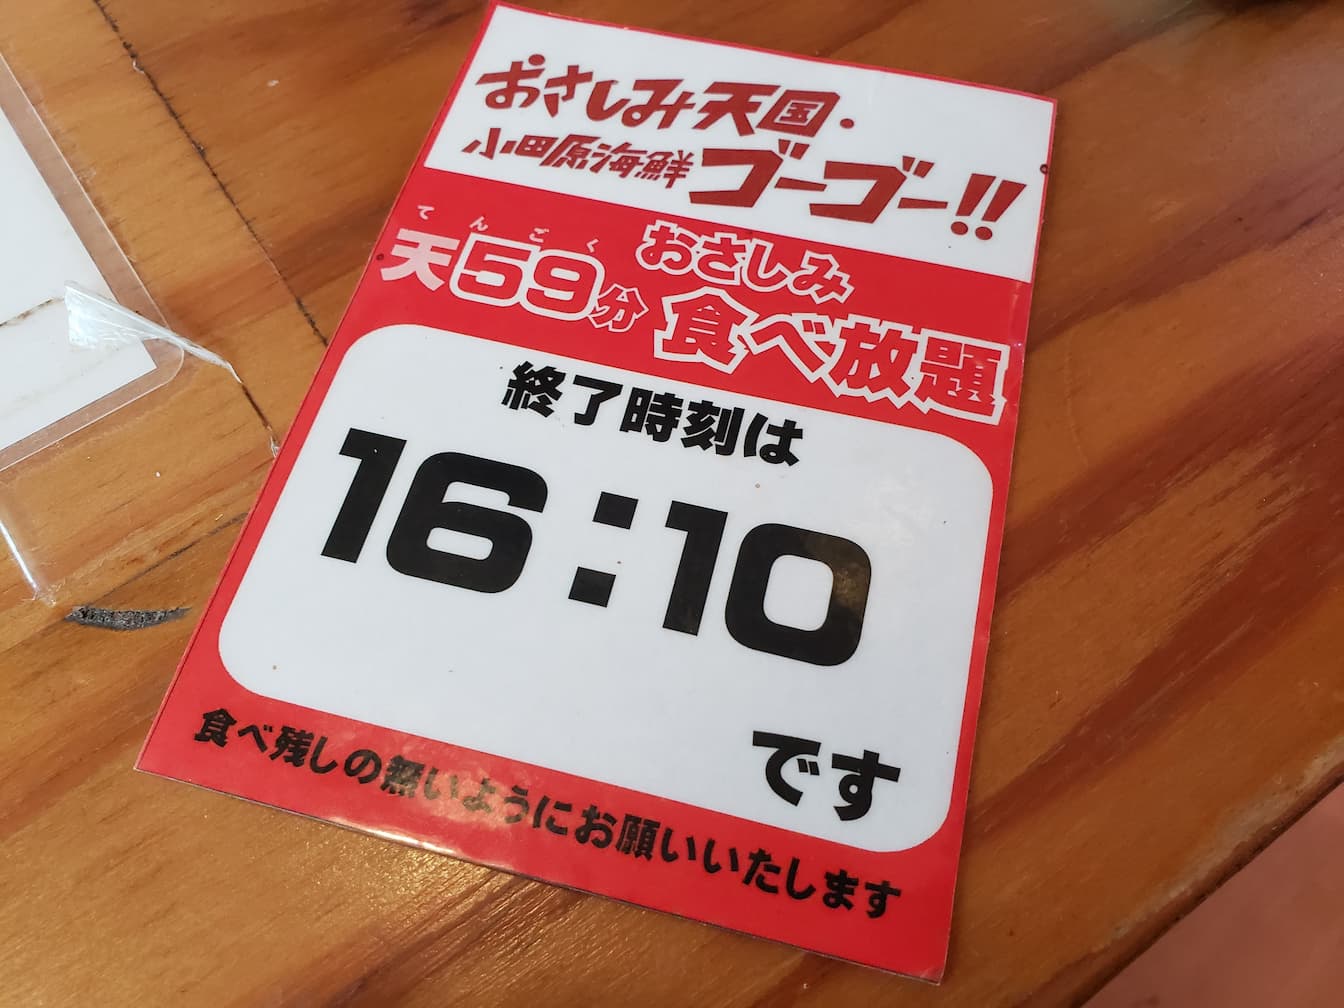 おさしみ天国・
小田原海鮮ゴーゴー!!
てんごく
天59分
おさしみ
食べ放題
終了時刻は
16:10
です
食べ残しの無いようにお願いいたします